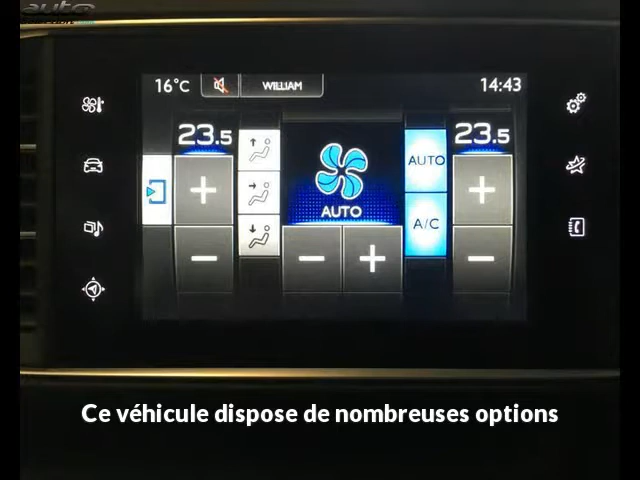 auto
16°C WILLIAM 14:43
23.5 23.5
AUTO AUTO
A/C
Ce véhicule dispose de nombreuses options